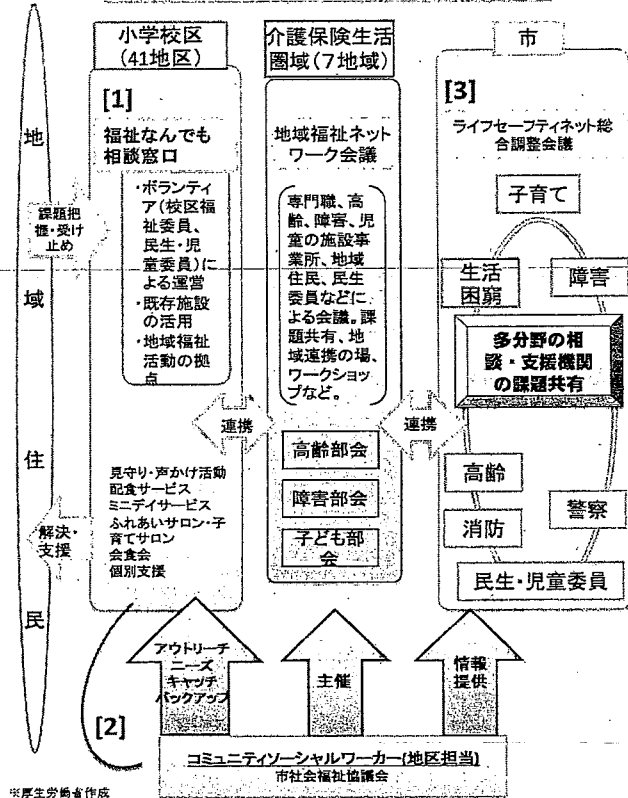 小学校区
(41地区)
[1]
福祉なんでも
相談窓口
・ボランティ
ア(校区福
祉委員、
民生・児
童委員)に
よる運営
・既存施設
の活用
・地域福祉
活動の拠
点
見守り・声かけ活動
配食サービス
ミニデイサービス
ふれあいサロン・子
育てサロン
会食会
個別支援
介護保険生活
圏域(7地域)
地域福祉ネット
ワーク会議
専門職、高
齢、障害、児
童の施設事
業所、地域
住民、民生
委員などに
よる会議。課
題共有、地
域連携の場、
ワークショッ
プなど。
高齢部会
障害部会
子ども部
会
市
[3]
ライフセーフティネット総
合調整会議
子育て
生活
困窮
障害
多分野の相
談・支援機関
の課題共有
高齢
消防
警察
民生・児童委員
地域住民
課題把
握・受け
止め
解決・
支援
連携
連携
[2]
アウトリーチ
ニーズ
キャッチ
バックアップ
主催
情報
提供
コミュニティソーシャルワーカー(地区担当)
市社会福祉協議会
※厚生労働省作成